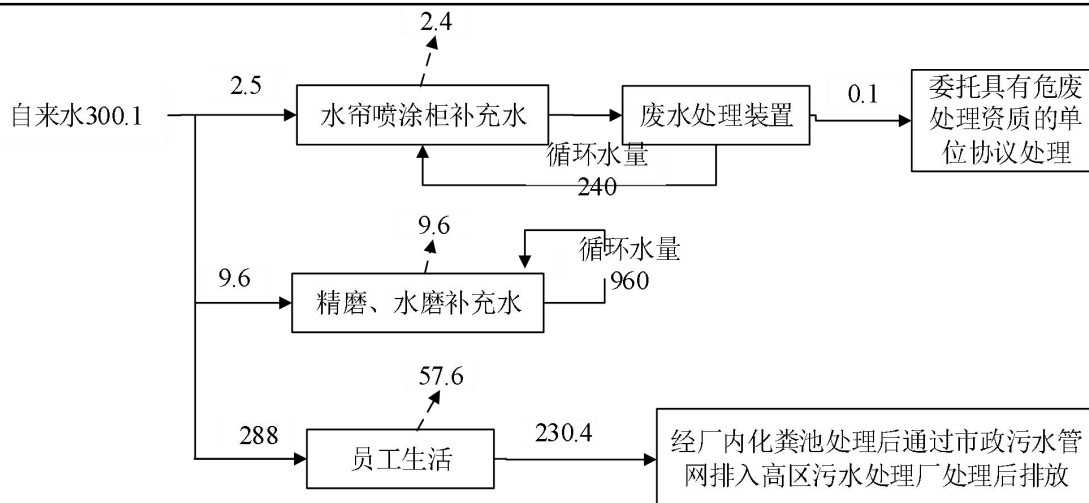 2.4
自来水300.1
2.5
水帘喷涂柜补充水
废水处理装置
0.1
委托具有危废
处理资质的单
位协议处理
循环水量
240
9.6
9.6
精磨、水磨补充水
循环水量
960
57.6
288
员工生活
230.4
经厂内化粪池处理后通过市政污水管
网排入高区污水处理厂处理后排放